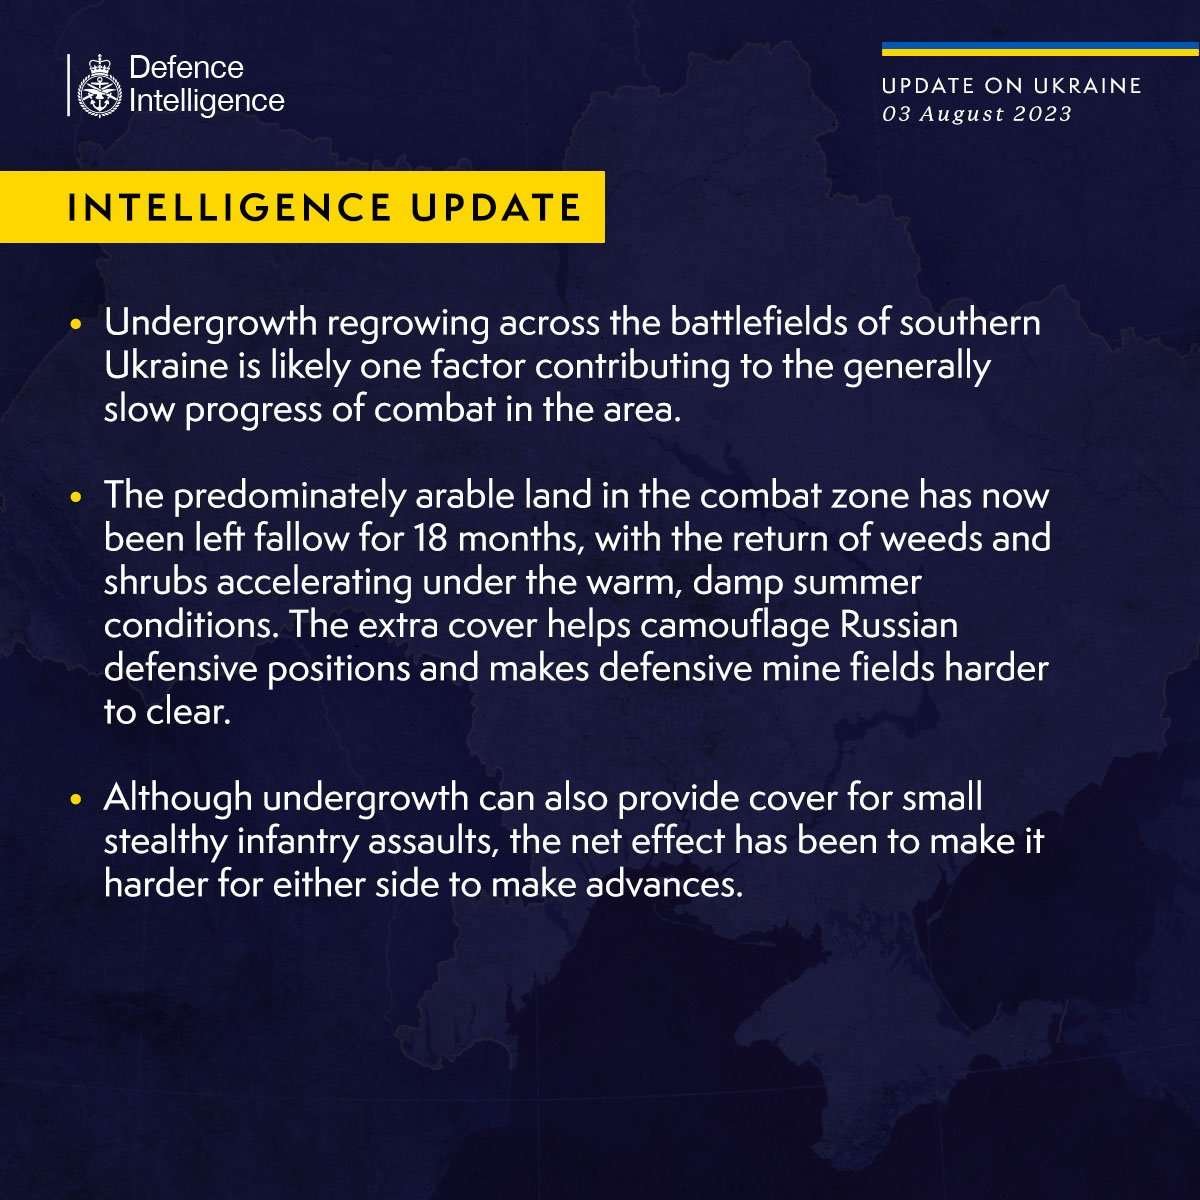 Defence
Intelligence
UPDATE ON UKRAINE
03 August 2023
INTELLIGENCE UPDATE
• Undergrowth regrowing across the battlefields of southern
Ukraine is likely one factor contributing to the generally
slow progress of combat in the area.
• The predominately arable land in the combat zone has now
been left fallow for 18 months, with the return of weeds and
shrubs accelerating under the warm, damp summer
conditions. The extra cover helps camouflage Russian
defensive positions and makes defensive mine fields harder
to clear.
• Although undergrowth can also provide cover for small
stealthy infantry assaults, the net effect has been to make it
harder for either side to make advances.